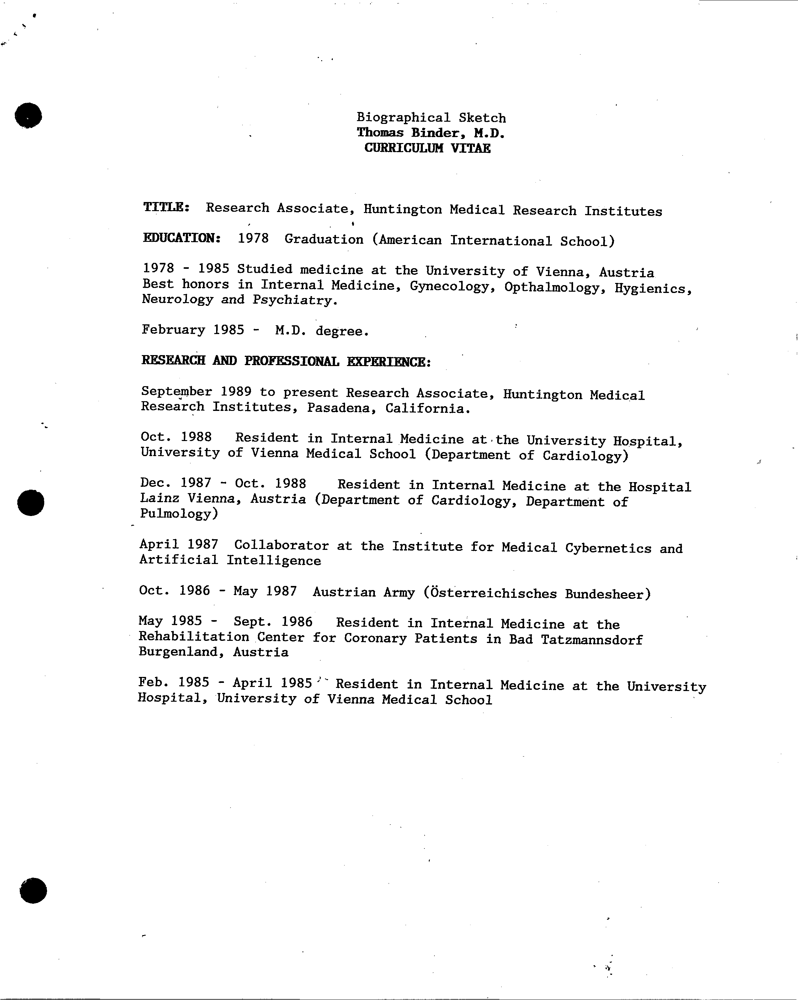 Biographical Sketch
Thomas Binder, M.D.
CURRICULUM VITAE
TITLE: Research Associate, Huntington Medical Research Institutes
EDUCATION: 1978 Graduation (American International School)
1978 - 1985 Studied medicine at the University of Vienna, Austria
Best honors in Internal Medicine, Gynecology, Opthalmology, Hygienics,
Neurology and Psychiatry.
February 1985 - M.D. degree.
RESEARCH AND PROFESSIONAL EXPERIENCE:
September 1989 to present Research Associate, Huntington Medical
Research Institutes, Pasadena, California.
Oct. 1988 Resident in Internal Medicine at the University Hospital,
University of Vienna Medical School (Department of Cardiology)
Dec. 1987 - Oct. 1988 Resident in Internal Medicine at the Hospital
Lainz Vienna, Austria (Department of Cardiology, Department of
Pulmology)
April 1987 Collaborator at the Institute for Medical Cybernetics and
Artificial Intelligence
Oct. 1986 - May 1987 Austrian Army (Österreichisches Bundesheer)
May 1985 - Sept. 1986 Resident in Internal Medicine at the
Rehabilitation Center for Coronary Patients in Bad Tatzmannsdorf
Burgenland, Austria
Feb. 1985 - April 1985 Resident in Internal Medicine at the University
Hospital, University of Vienna Medical School